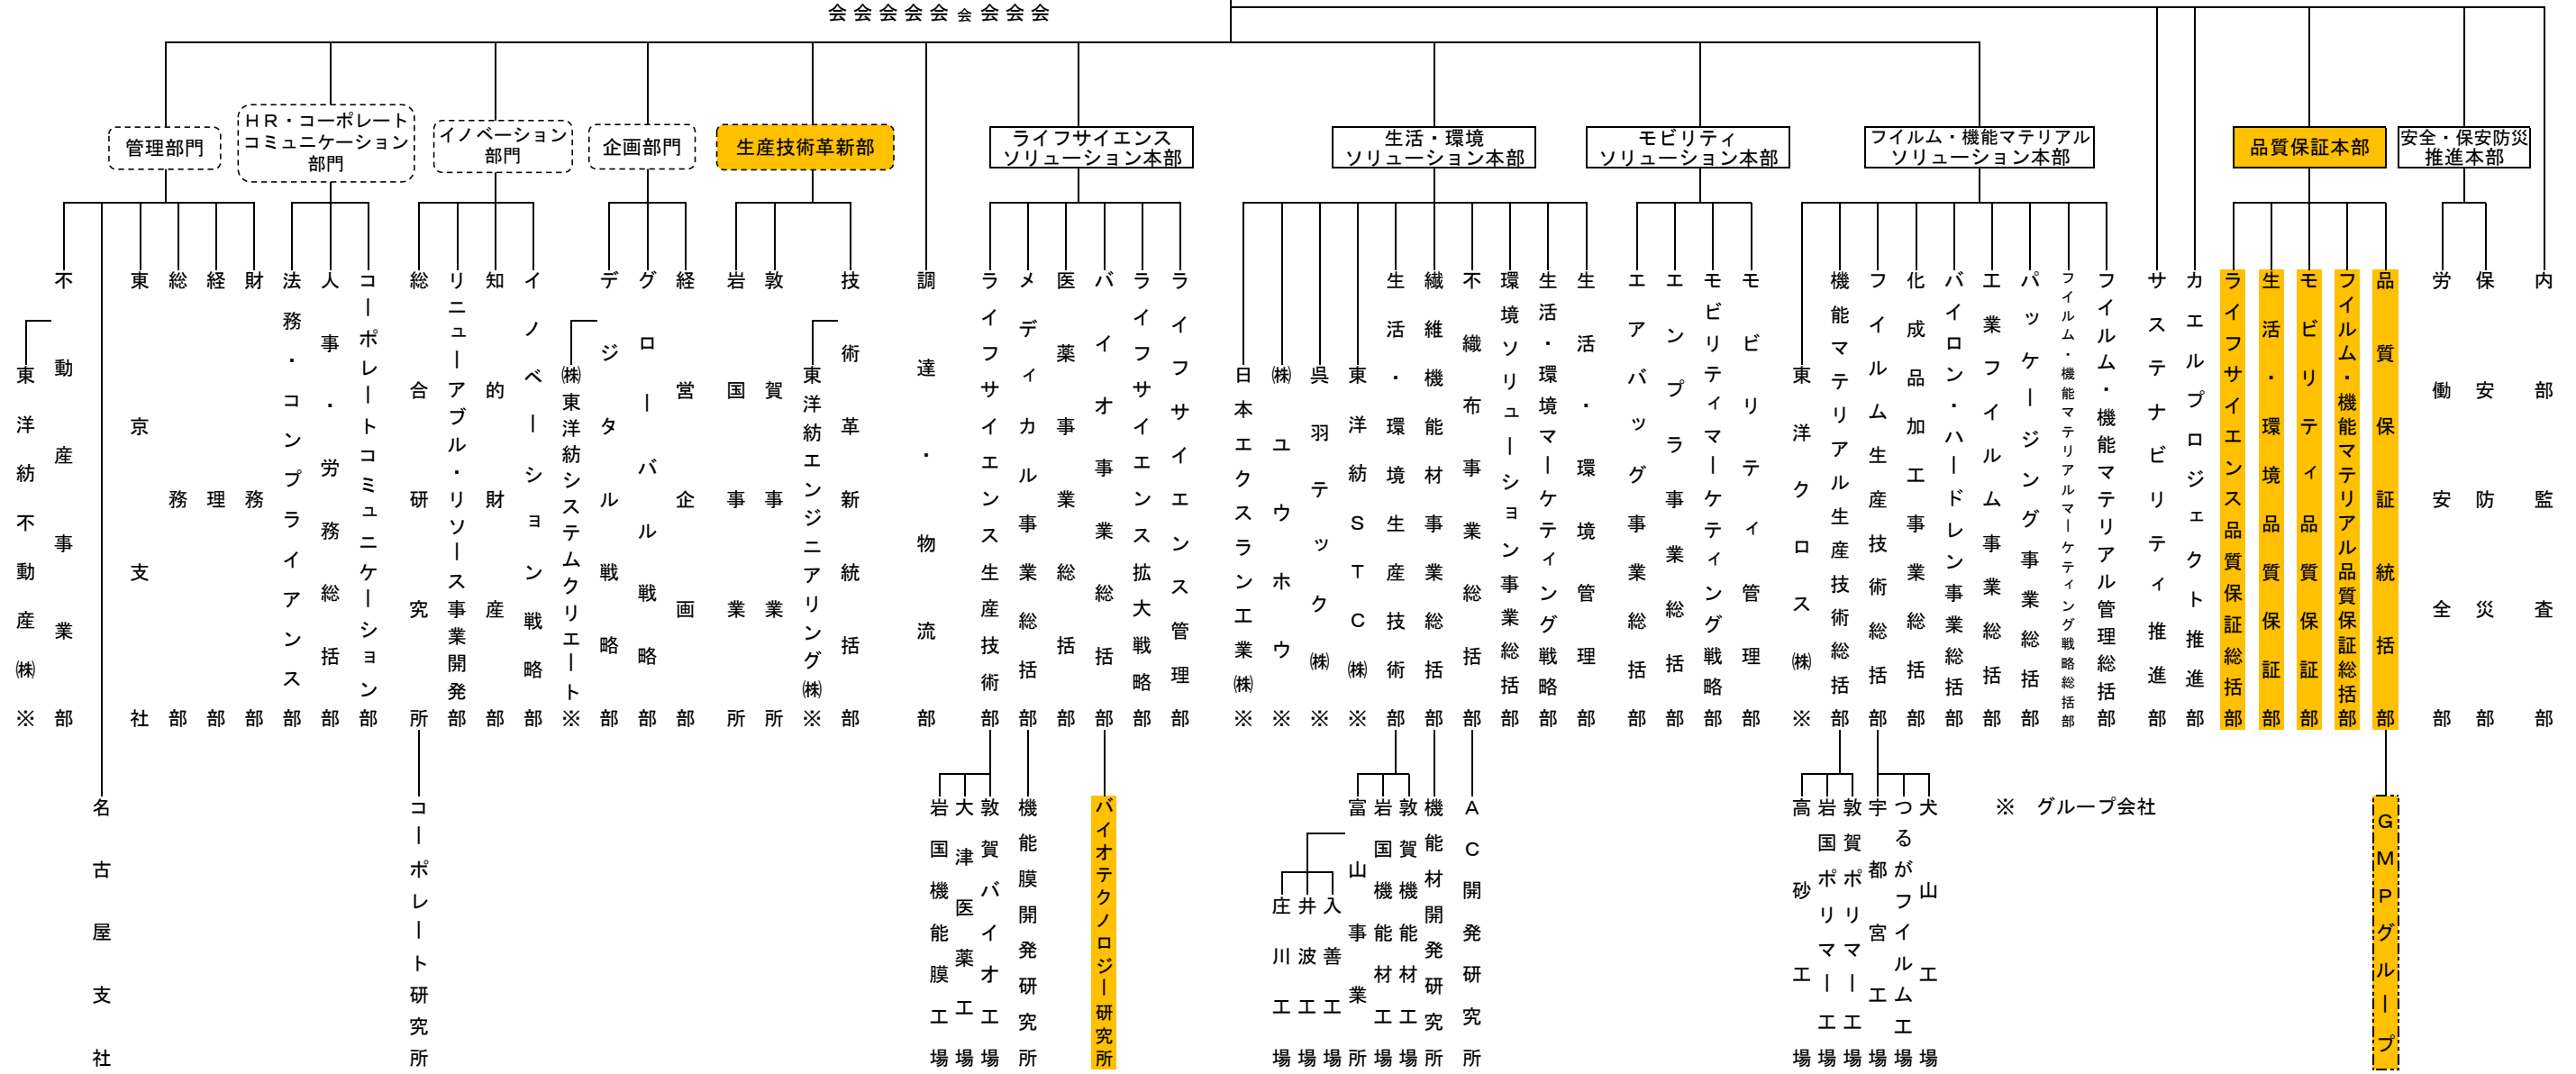 会 会 会 会 会 会 会 会 会
管理部門
ＨＲ・コーポレート
コミュニケーション
部門
イノベーション
部門
企画部門
生産技術革新部
ライフサイエンス
ソリューション本部
生活・環境
ソリューション本部
モビリティ
ソリューション本部
フイルム・機能マテリアル
ソリューション本部
品質保証本部
安全・保安防災
推進本部
東洋紡不動産㈱※
不動産事業部
名古屋支社
東京支社
総務部
経理部
財務部
法務・コンプライアンス部
人事・労務総括部
コーポレートコミュニケーション部
総合研究所
リニューアブル・リソース事業開発部
知的財産部
イノベーション戦略部
㈱東洋紡システムクリエート※
デジタル戦略部
グローバル戦略部
経営企画部
岩国事業所
敦賀事業所
東洋紡エンジニアリング㈱※
技術革新統括部
調達・物流部
ライフサイエンス生産技術部
メディカル事業総括部
医薬事業総括部
バイオ事業総括部
ライフサイエンス拡大戦略部
ライフサイエンス管理部
日本エクスラン工業㈱※
㈱ユウホウ※
呉羽テック㈱※
東洋紡ＳＴＣ㈱※
生活・環境生産技術部
繊維機能材事業総括部
不織布事業総括部
環境ソリューション事業総括部
生活・環境マーケティング戦略部
生活・環境管理部
エアバッグ事業総括部
エンプラ事業総括部
モビリティマーケティング戦略部
モビリティ管理部
東洋クロス㈱※
機能マテリアル生産技術総括部
フイルム生産技術総括部
化成品加工事業総括部
バイロン・ハードレン事業総括部
工業フイルム事業総括部
パッケージング事業総括部
フイルム・機能マテリアルマーケティング戦略総括部
フイルム・機能マテリアル管理総括部
サステナビリティ推進部
カエルプロジェクト推進部
ライフサイエンス品質保証総括部
生活・環境品質保証部
モビリティ品質保証部
フイルム・機能マテリアル品質保証総括部
品質保証統括部
労働安全部
保安防災部
内部監査部
コーポレート研究所
岩国機能膜工場
大津医薬工場
敦賀バイオ工場
機能膜開発研究所
バイオテクノロジー研究所
庄川工場
井波工場
入善工場
富山事業所
岩国機能材工場
敦賀機能材工場
機能材開発研究所
ＡＣ開発研究所
高砂工場
岩国ポリマー工場
敦賀ポリマー工場
宇都宮工場
つるがフイルム工場
犬山工場
※　グループ会社
ＧＭＰグループ